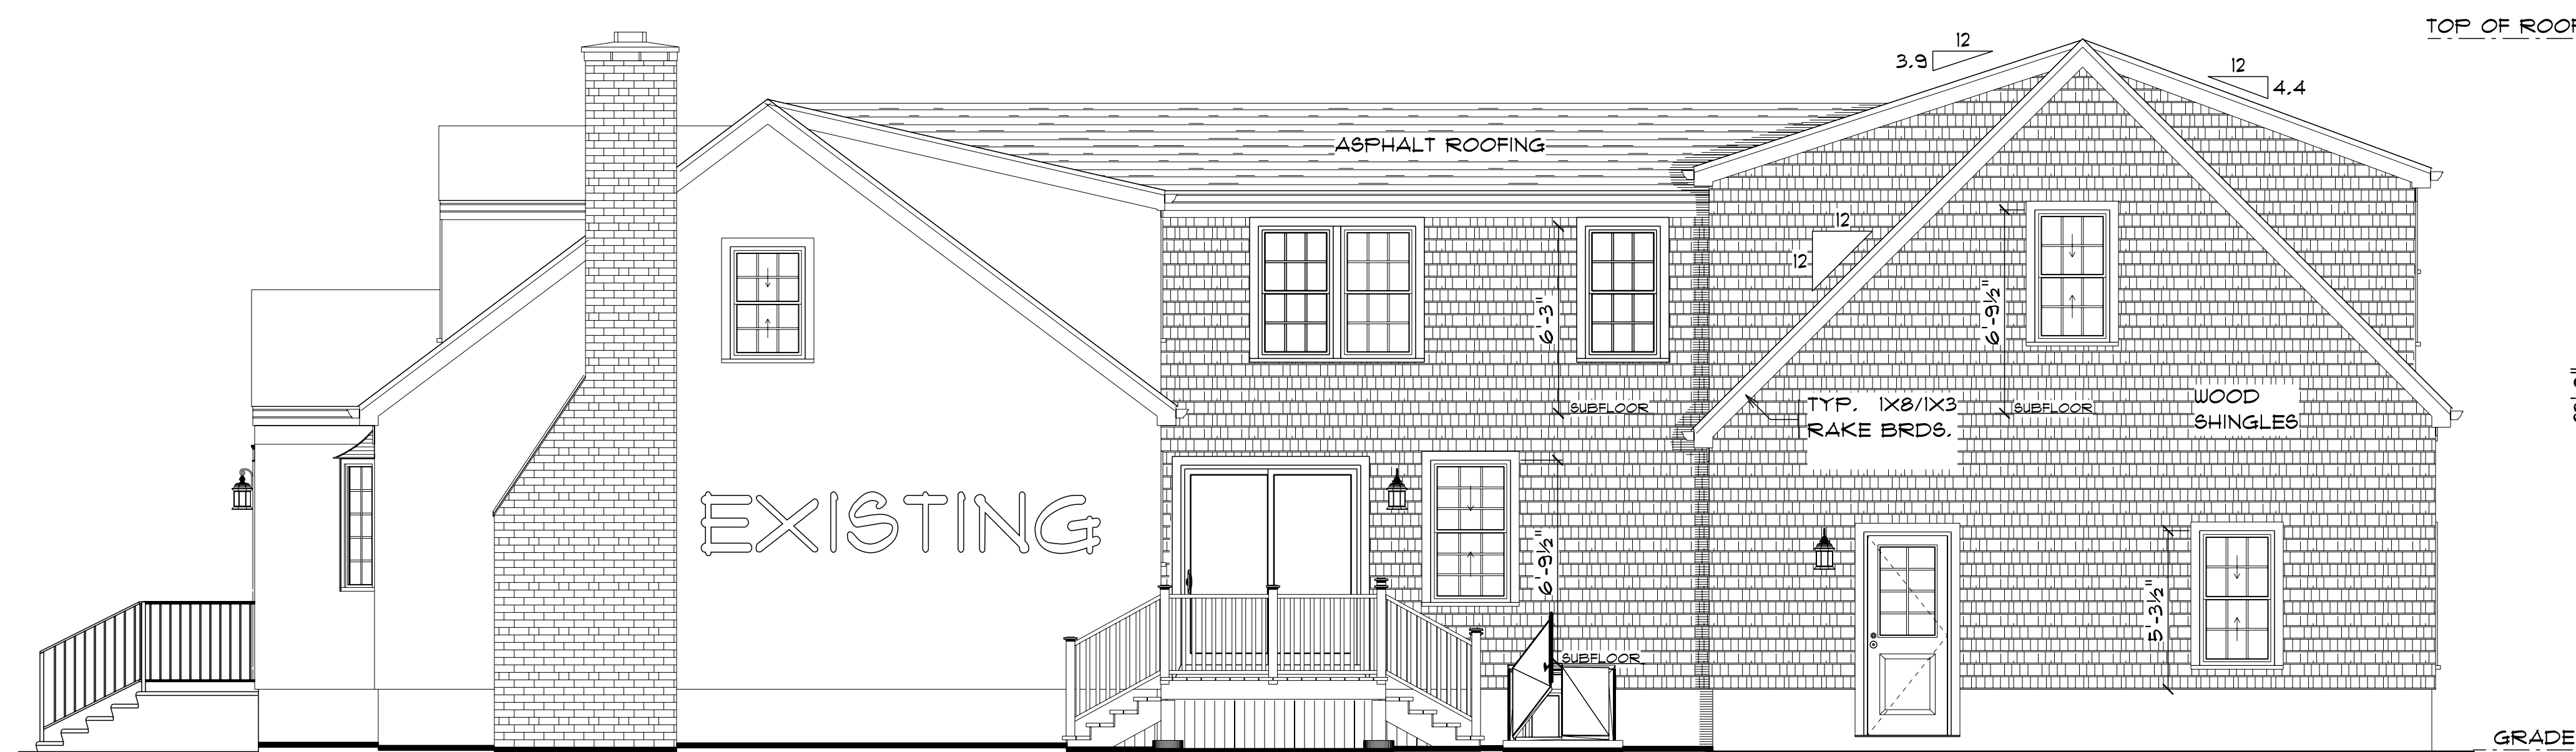 TOP OF ROOF
12
3.9
12
4.4
ASPHALT ROOFING
12
12
6'-3"
6'-9½"
SUBFLOOR
SUBFLOOR
TYP. 1X8/1X3
RAKE BRDS.
WOOD
SHINGLES
EXISTING
6'-9½"
5'-3½"
SUBFLOOR
GRADE